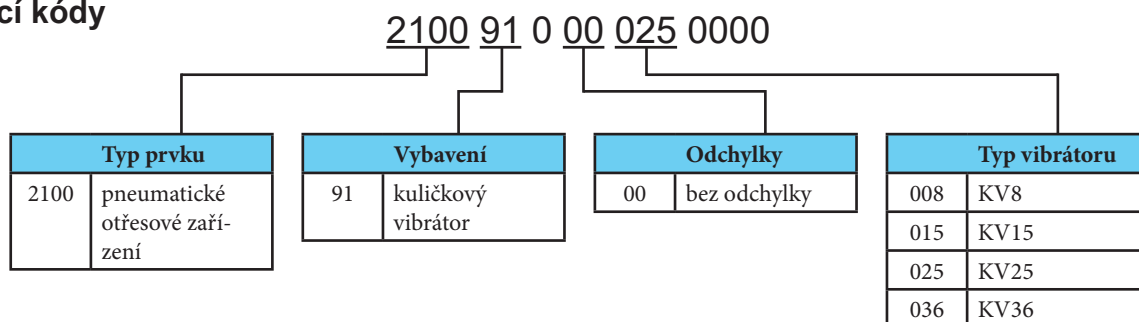 cí kódy
2100 91 0 00 025 0000
Typ prvku
2100 pneumatické
otřesové zaří-
zení
Vybavení
91 kuličkový
vibrátor
Odchylky
00 bez odchylky
Typ vibrátoru
008 KV8
015 KV15
025 KV25
036 KV36